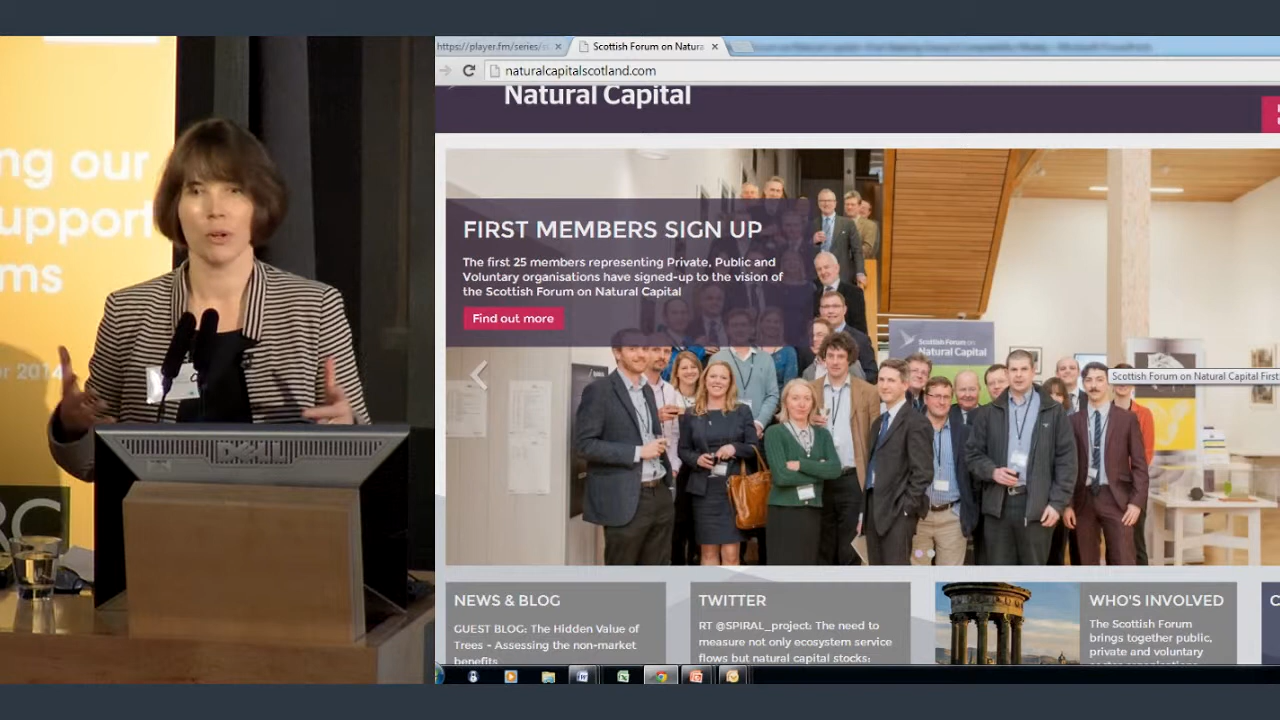 ng our
upport
ms
r 2014
https://player.fm/series/
Scottish Forum on Natura
naturalcapitalscotland.com
Natural Capital
FIRST MEMBERS SIGN UP
The first 25 members representing Private, Public and
Voluntary organisations have signed-up to the vision of
the Scottish Forum on Natural Capital
Find out more
Scottish Forum on
Natural Capital
Scottish Forum on Natural Capital First
NEWS & BLOG
GUEST BLOG: The Hidden Value of
Trees - Assessing the non-market
benefits
TWITTER
RT @SPIRAL_project: The need to
measure not only ecosystem service
flows but natural capital stocks:
WHO'S INVOLVED
The Scottish Forum
brings together public,
private and voluntary